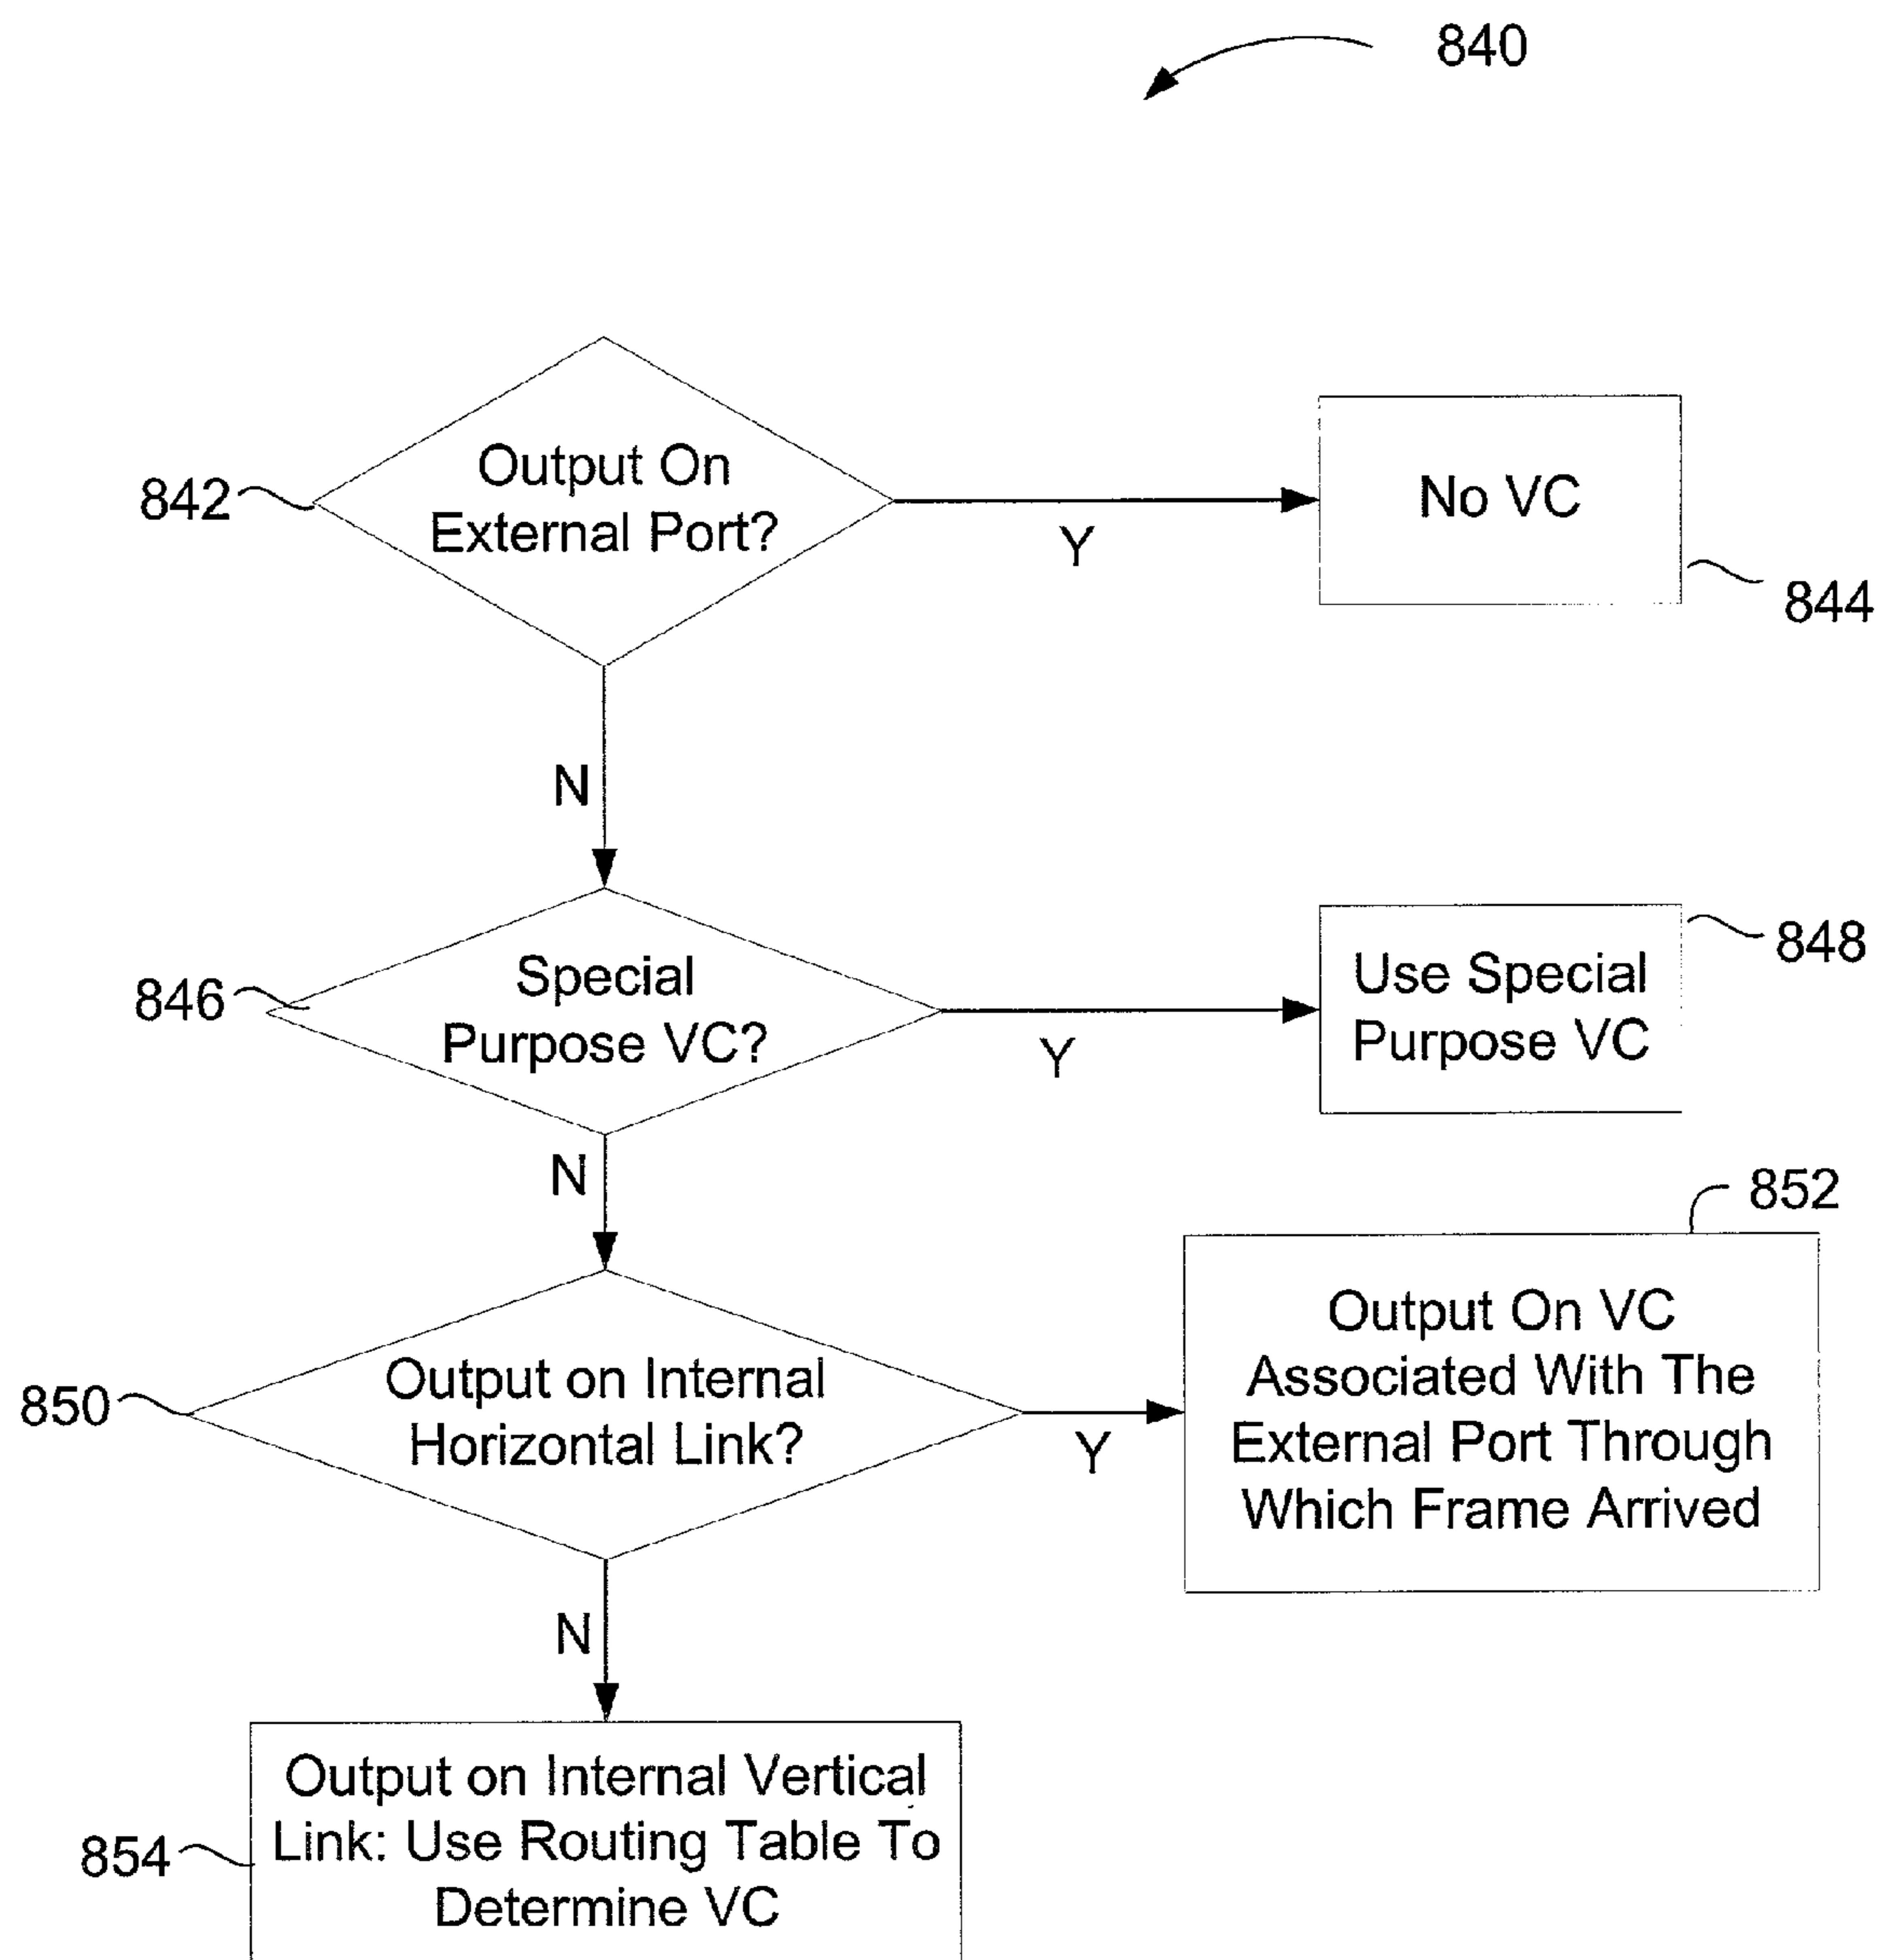 840
842
Output On
External Port?
Y
No VC
844
N
846
Special
Purpose VC?
Y
Use Special
Purpose VC
848
N
850
Output on Internal
Horizontal Link?
Y
852
Output On VC
Associated With The
External Port Through
Which Frame Arrived
N
854
Output on Internal Vertical
Link: Use Routing Table To
Determine VC